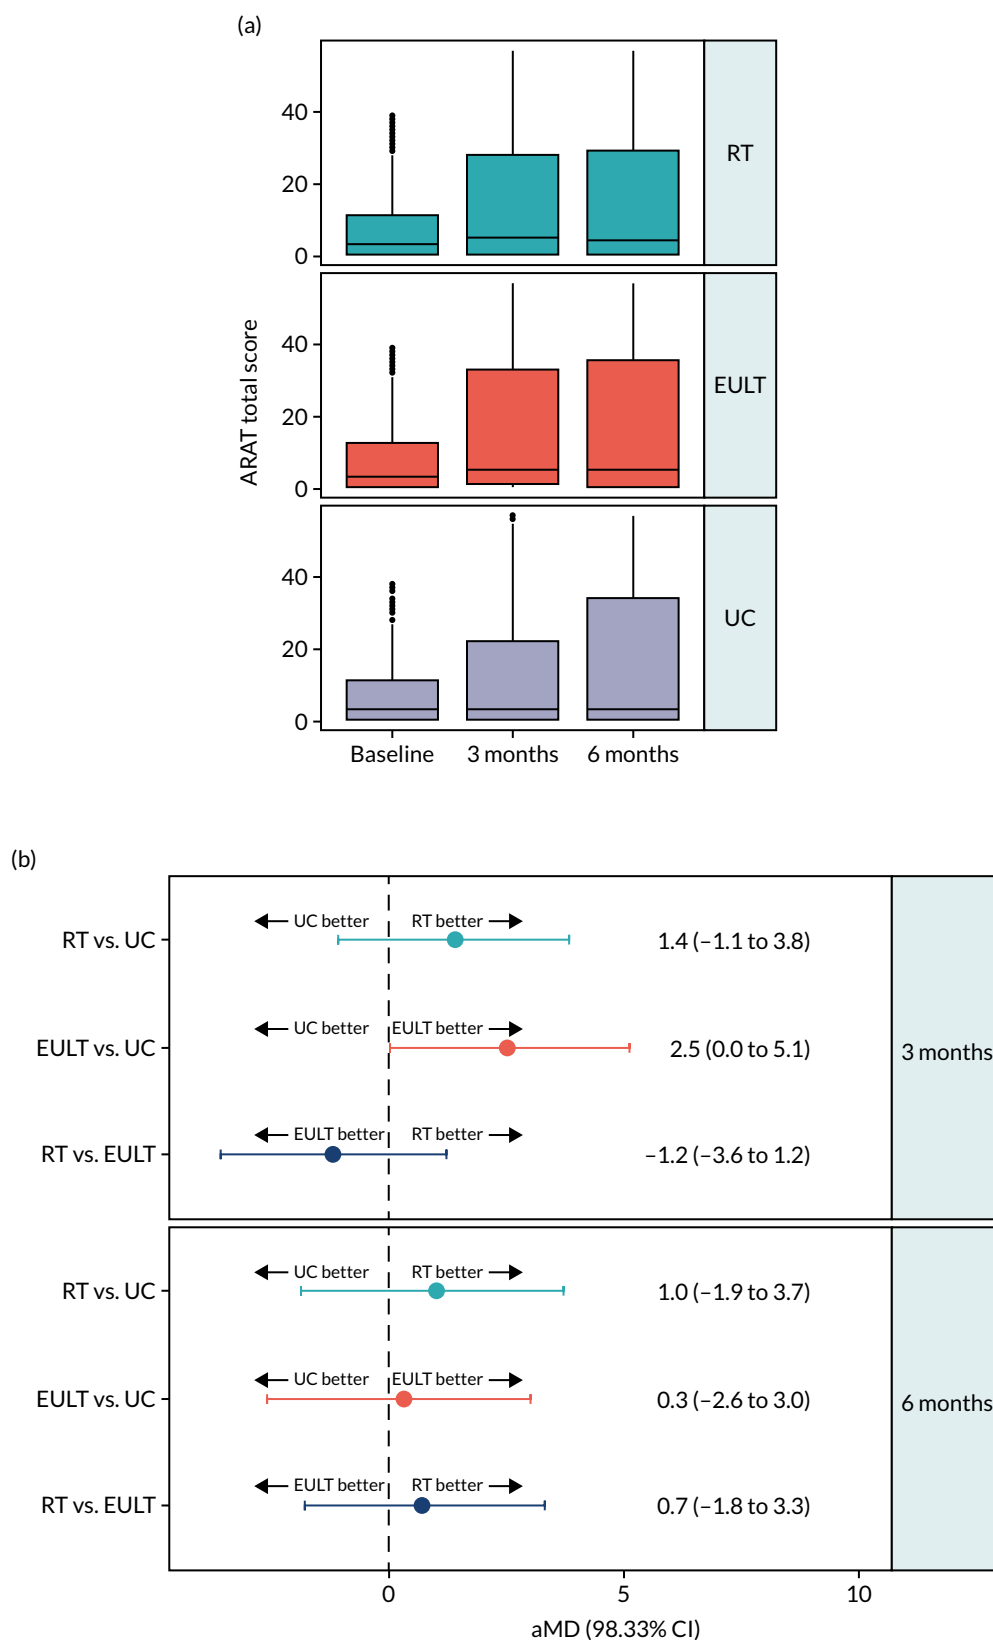 (a)
40
20
0
RT
40
20
0
EULT
ARAT total score
40
20
0
UC
Baseline 3 months 6 months
(b)
UC better RT better
RT vs. UC 1.4 (–1.1 to 3.8)
UC better EULT better
EULT vs. UC 2.5 (0.0 to 5.1)
3 months
EULT better RT better
RT vs. EULT –1.2 (–3.6 to 1.2)
UC better RT better
RT vs. UC 1.0 (–1.9 to 3.7)
UC better EULT better
EULT vs. UC 0.3 (–2.6 to 3.0)
6 months
EULT better RT better
RT vs. EULT 0.7 (–1.8 to 3.3)
0 5 10
aMD (98.33% CI)